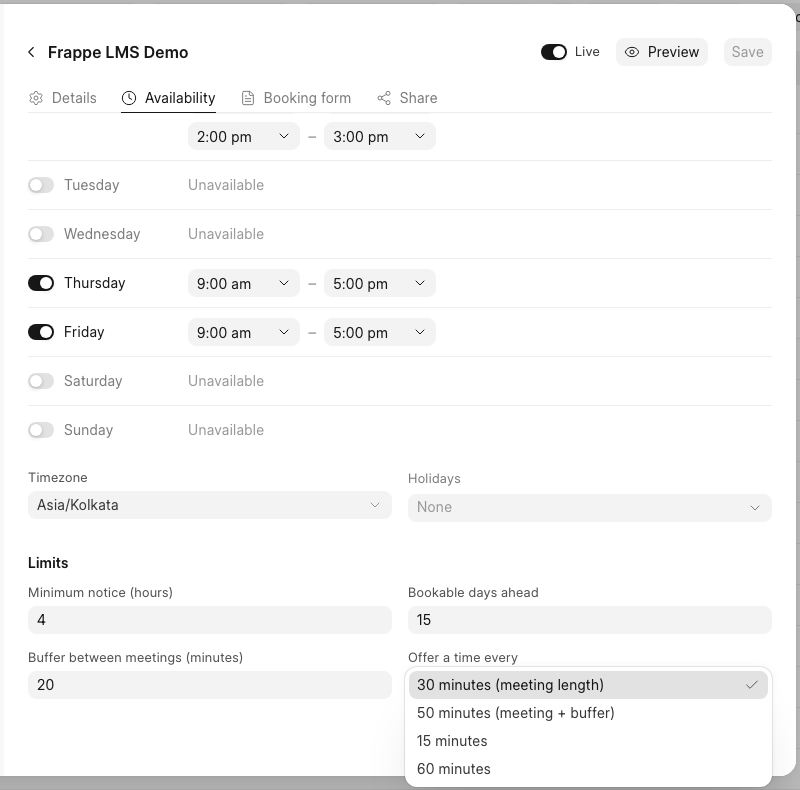 Frappe LMS Demo
Live
Preview
Save
Details
Availability
Booking form
Share
2:00 pm – 3:00 pm
Tuesday Unavailable
Wednesday Unavailable
Thursday 9:00 am – 5:00 pm
Friday 9:00 am – 5:00 pm
Saturday Unavailable
Sunday Unavailable
Timezone
Asia/Kolkata
Holidays
None
Limits
Minimum notice (hours)
4
Bookable days ahead
15
Buffer between meetings (minutes)
20
Offer a time every
30 minutes (meeting length)
50 minutes (meeting + buffer)
15 minutes
60 minutes